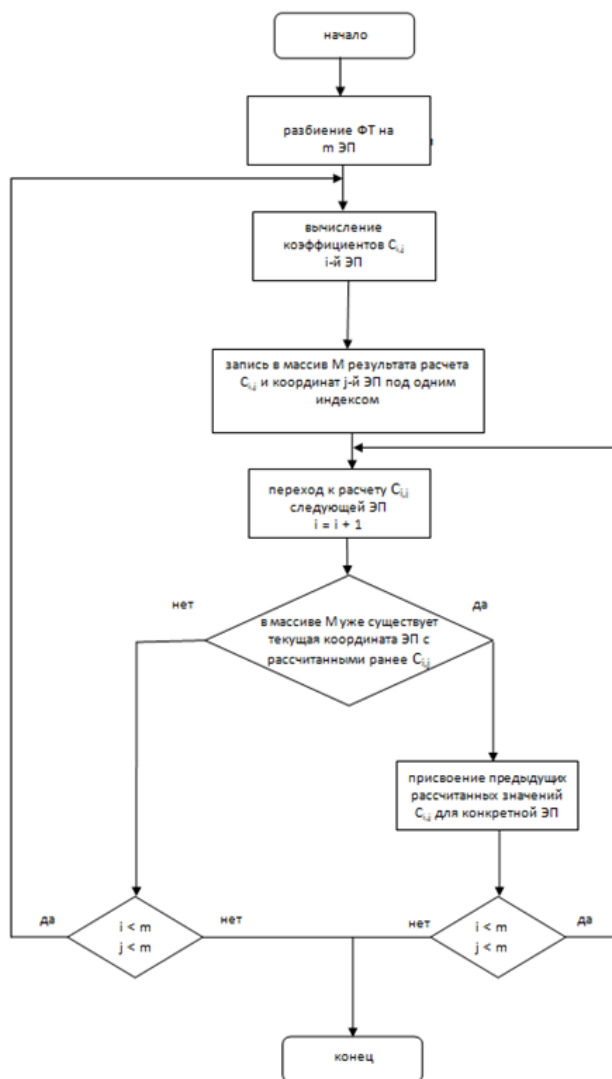 начало
разбиение ФТ на
m ЭП
вычисление
коэффициентов Ci,j
i-й ЭП
запись в массив М результата расчета
Ci,j и координат j-й ЭП под одним
индексом
переход к расчету Ci,j
следующей ЭП
i = i + 1
нет
да
в массиве М уже существует
текущая координата ЭП с
рассчитанными ранее Ci,j
присвоение предыдущих
рассчитанных значений
Ci,j для конкретной ЭП
да
i < m
j < m
нет
нет
i < m
j < m
да
конец